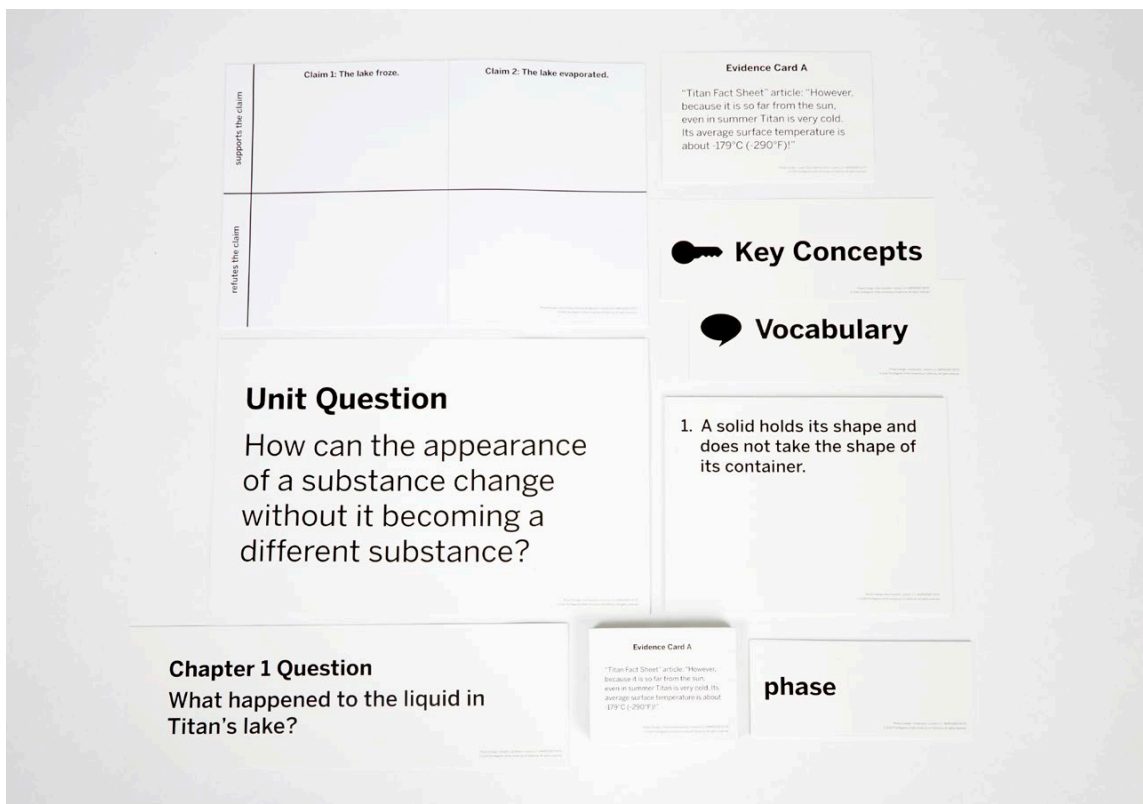 Claim 1: The lake froze.
Claim 2: The lake evaporated.
supports the claim
refutes the claim
Evidence Card A
“Titan Fact Sheet” article: “However,
because it is so far from the sun,
even in summer Titan is very cold.
Its average surface temperature is
about -179°C (-290°F)!”
Key Concepts
Vocabulary
Unit Question
How can the appearance
of a substance change
without it becoming a
different substance?
1. A solid holds its shape and
does not take the shape of
its container.
Chapter 1 Question
What happened to the liquid in
Titan’s lake?
Evidence Card A
“Titan Fact Sheet” article: “However,
because it is so far from the sun,
even in summer Titan is very cold. Its
average surface temperature is about
-179°C (-290°F)!”
phase